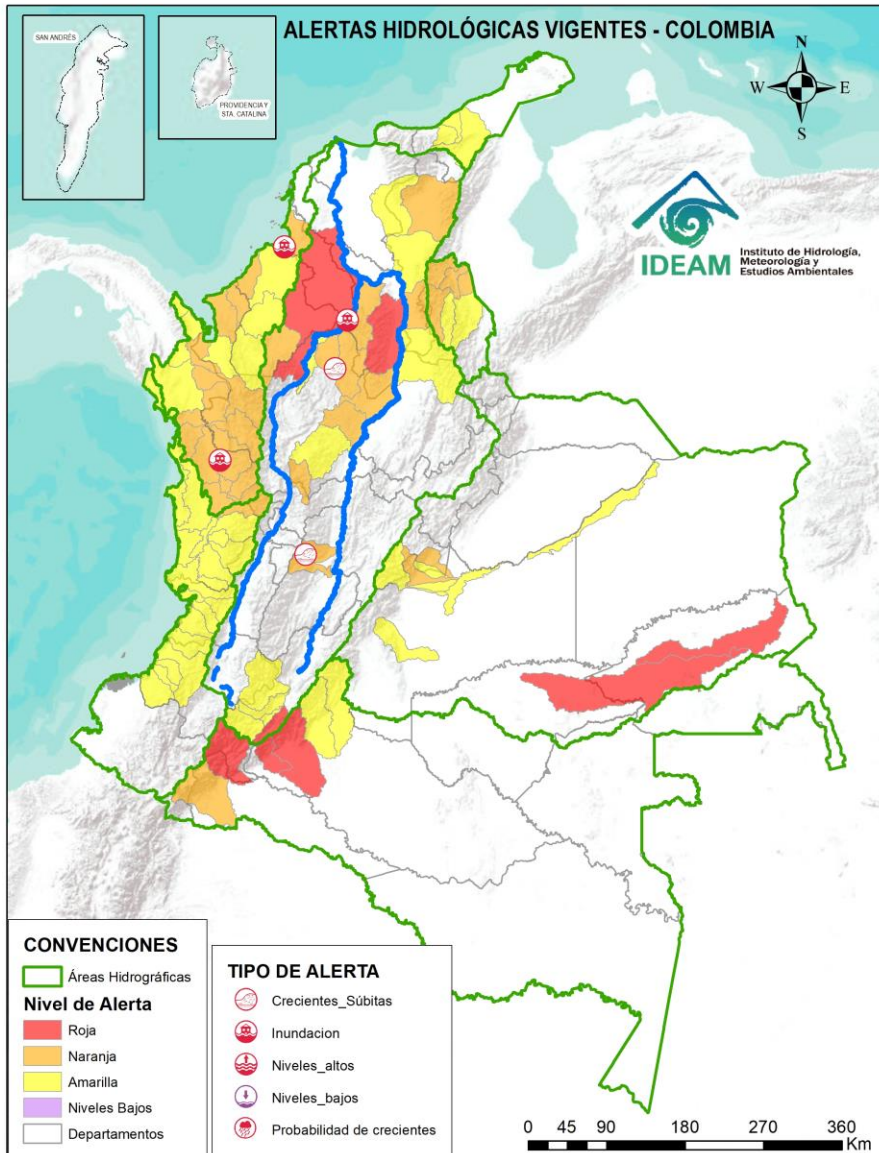 ALERTAS HIDROLÓGICAS VIGENTES - COLOMBIA
SAN ANDRÉS
PROVIDENCIA Y
STA. CATALINA
N
W
E
S
IDEAM
Instituto de Hidrología,
Meteorología y
Estudios Ambientales
CONVENCIONES
Áreas Hidrográficas
Nivel de Alerta
Roja
Naranja
Amarilla
Niveles Bajos
Departamentos
TIPO DE ALERTA
Crecientes_Súbitas
Inundacion
Niveles_altos
Niveles_bajos
Probabilidad de crecientes
0 45 90 180 270 360
Km